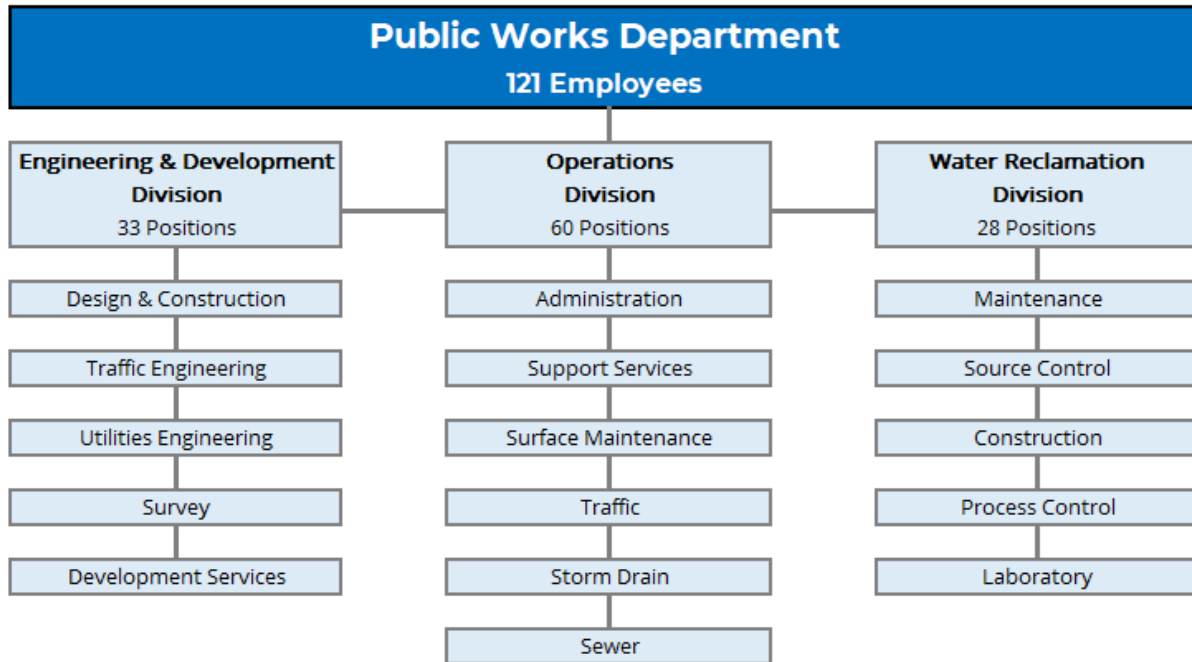 Public Works Department
121 Employees
Engineering & Development
Division
33 Positions
Design & Construction
Traffic Engineering
Utilities Engineering
Survey
Development Services
Operations
Division
60 Positions
Administration
Support Services
Surface Maintenance
Traffic
Storm Drain
Sewer
Water Reclamation
Division
28 Positions
Maintenance
Source Control
Construction
Process Control
Laboratory